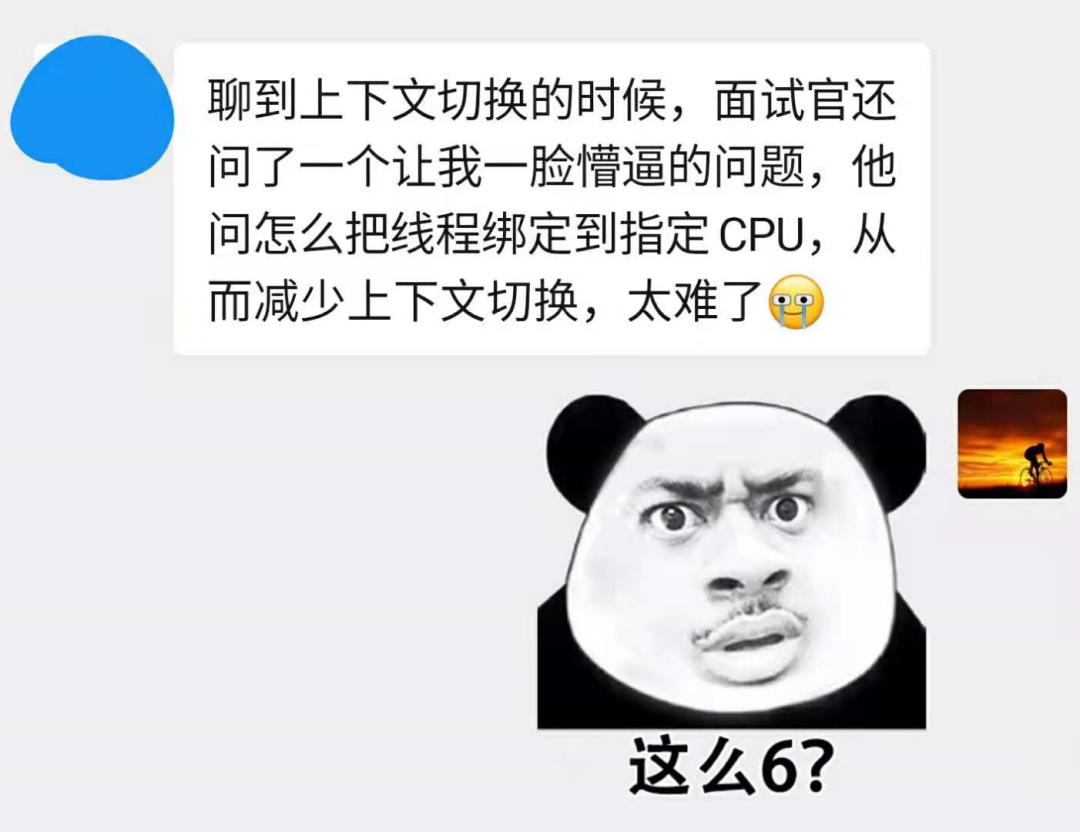 聊到上下文切换的时候，面试官还
问了一个让我一脸懵逼的问题，他
问怎么把线程绑定到指定 CPU，从
而减少上下文切换，太难了😭
这么6?